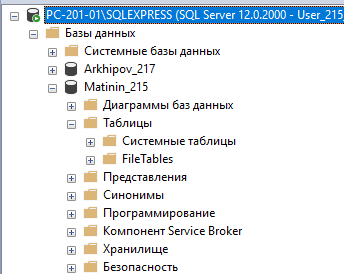 PC-201-01\SQLEXPRESS (SQL Server 12.0.2000 - User_215
Базы данных
Системные базы данных
Arkhipov_217
Matinin_215
Диаграммы баз данных
Таблицы
Системные таблицы
FileTables
Представления
Синонимы
Программирование
Компонент Service Broker
Хранилище
Безопасность